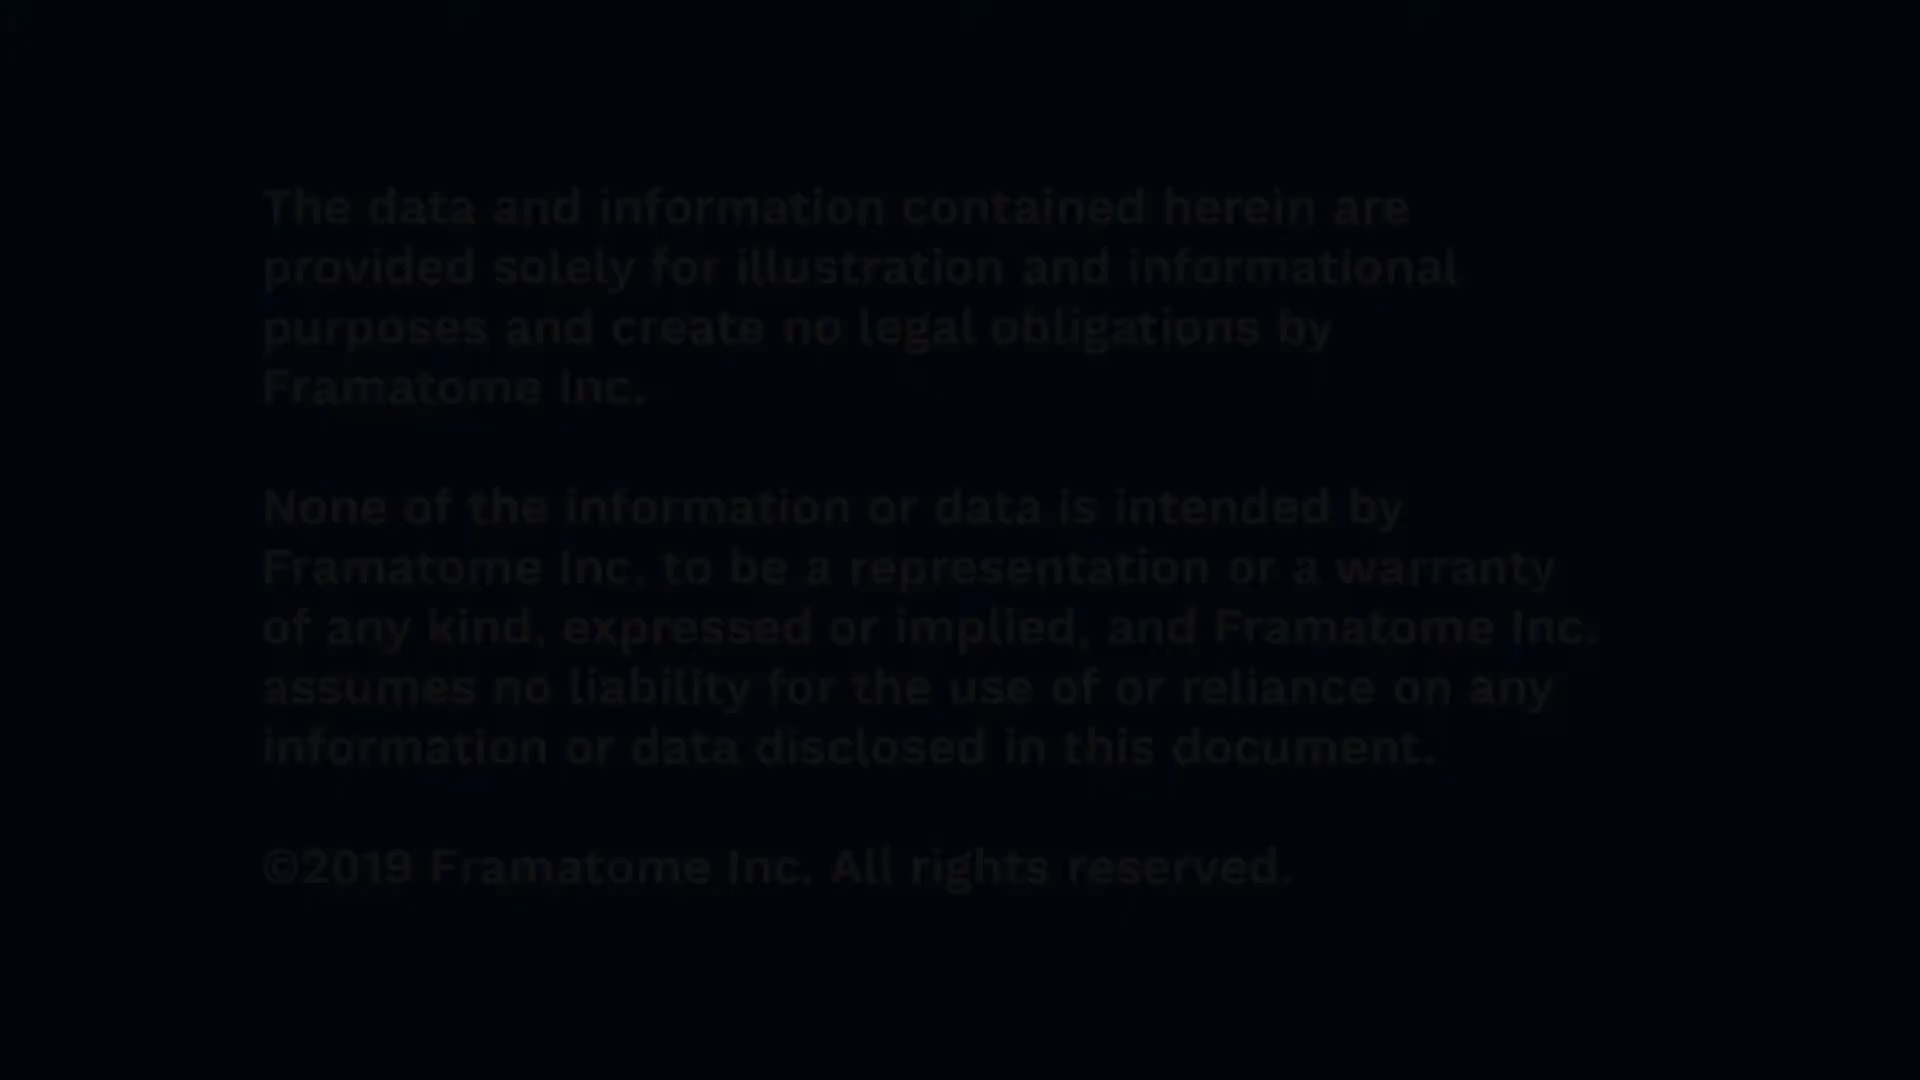 The data and information contained herein are
provided solely for illustration and informational
purposes and create no legal obligations by
Framatome Inc.
None of the information or data is intended by
Framatome Inc. to be a representation or a warranty
of any kind, expressed or implied, and Framatome Inc.
assumes no liability for the use of or reliance on any
information or data disclosed in this document.
©2019 Framatome Inc. All rights reserved.